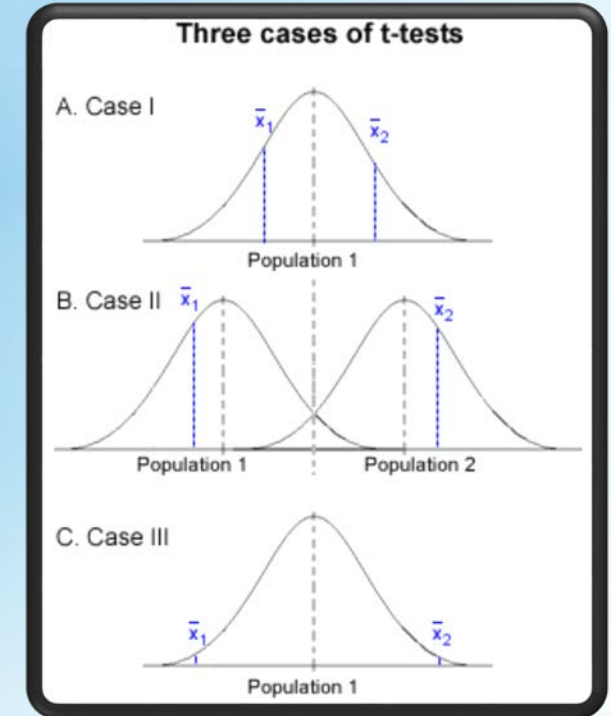 Three cases of t-tests
A. Case I
x̄₁
x̄₂
Population 1
B. Case II
x̄₁
x̄₂
Population 1
Population 2
C. Case III
x̄₁
x̄₂
Population 1